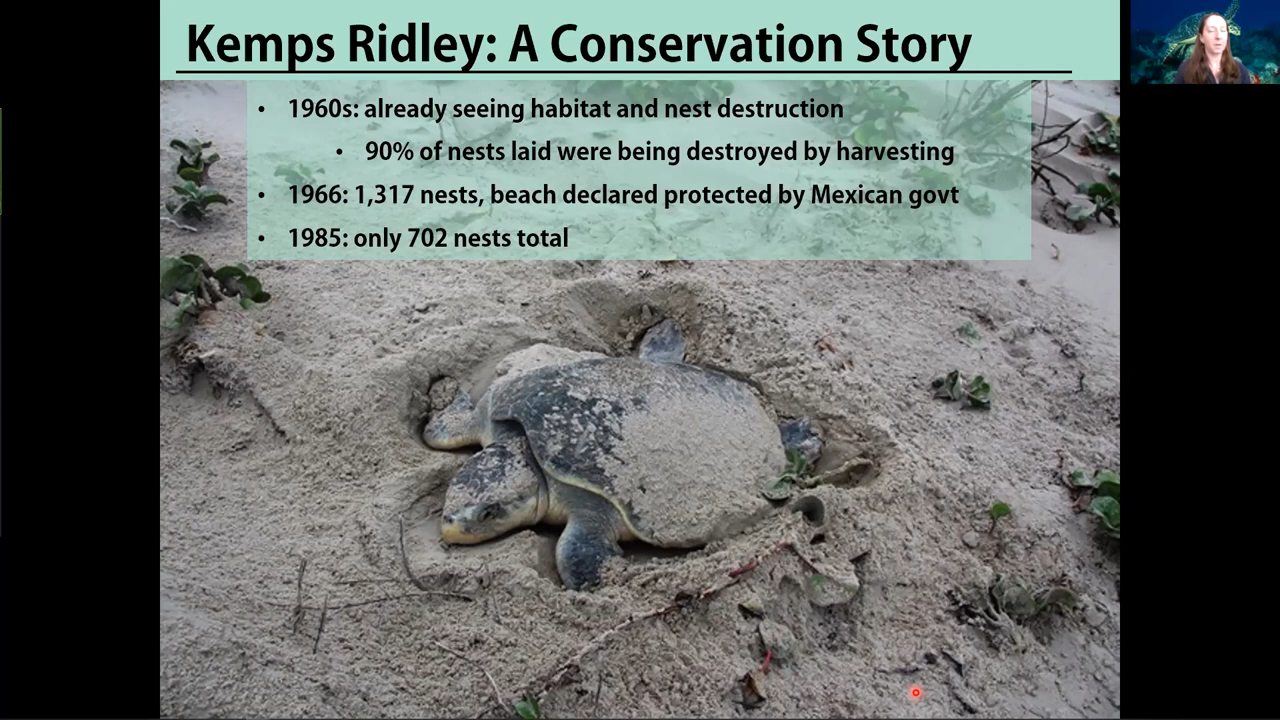 Kemps Ridley: A Conservation Story
• 1960s: already seeing habitat and nest destruction
• 90% of nests laid were being destroyed by harvesting
• 1966: 1,317 nests, beach declared protected by Mexican govt
• 1985: only 702 nests total